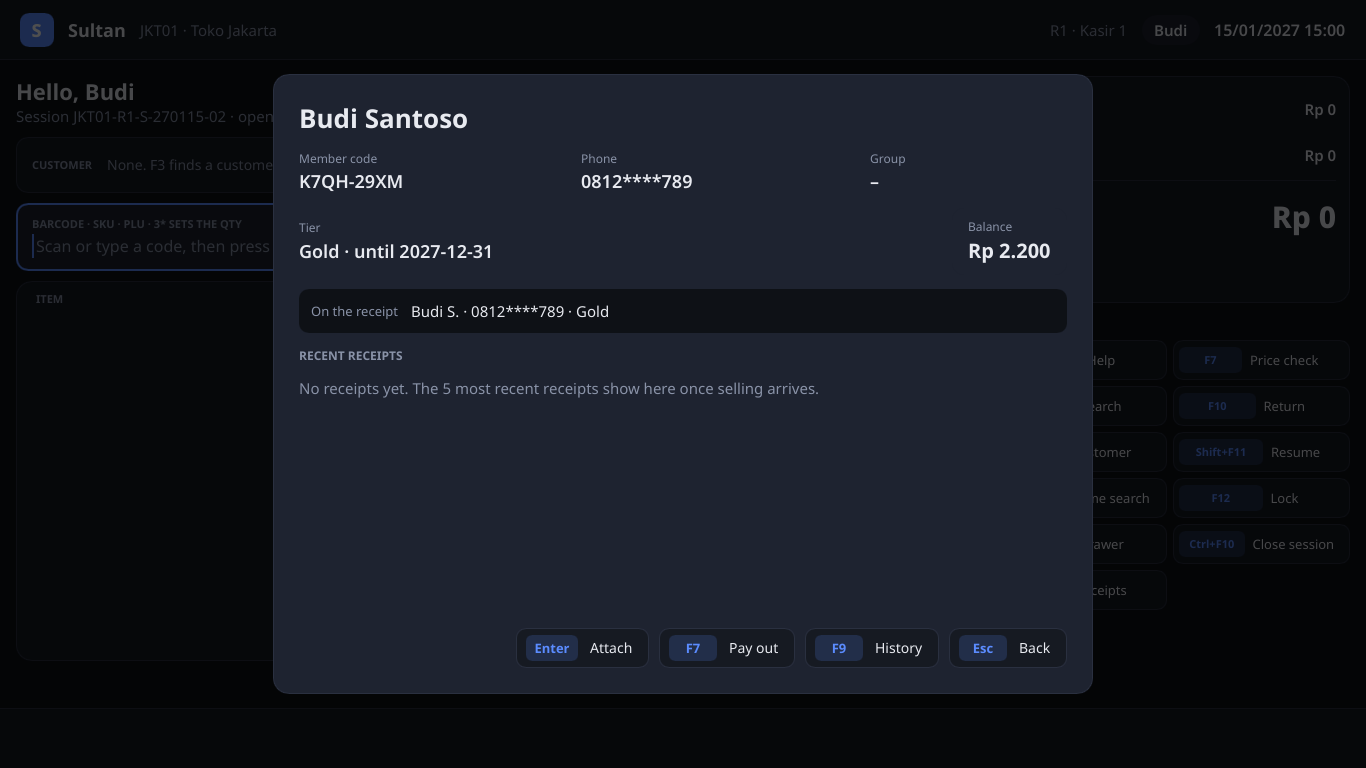 S Sultan JKT01 · Toko Jakarta R1 · Kasir 1 Budi 15/01/2027 15:00
Hello, Budi
Session JKT01-R1-S-270115-02 · open
CUSTOMER None. F3 finds a custome
BARCODE · SKU · PLU · 3* SETS THE QTY
Scan or type a code, then press
ITEM
Budi Santoso
Member code Phone Group
K7QH-29XM 0812****789 –
Tier Balance
Gold · until 2027-12-31 Rp 2.200
On the receipt Budi S. · 0812****789 · Gold
RECENT RECEIPTS
No receipts yet. The 5 most recent receipts show here once selling arrives.
Enter Attach F7 Pay out F9 History Esc Back
Rp 0
Rp 0
Rp 0
Help F7 Price check
earch F10 Return
tomer Shift+F11 Resume
ne search F12 Lock
awer Ctrl+F10 Close session
ceipts